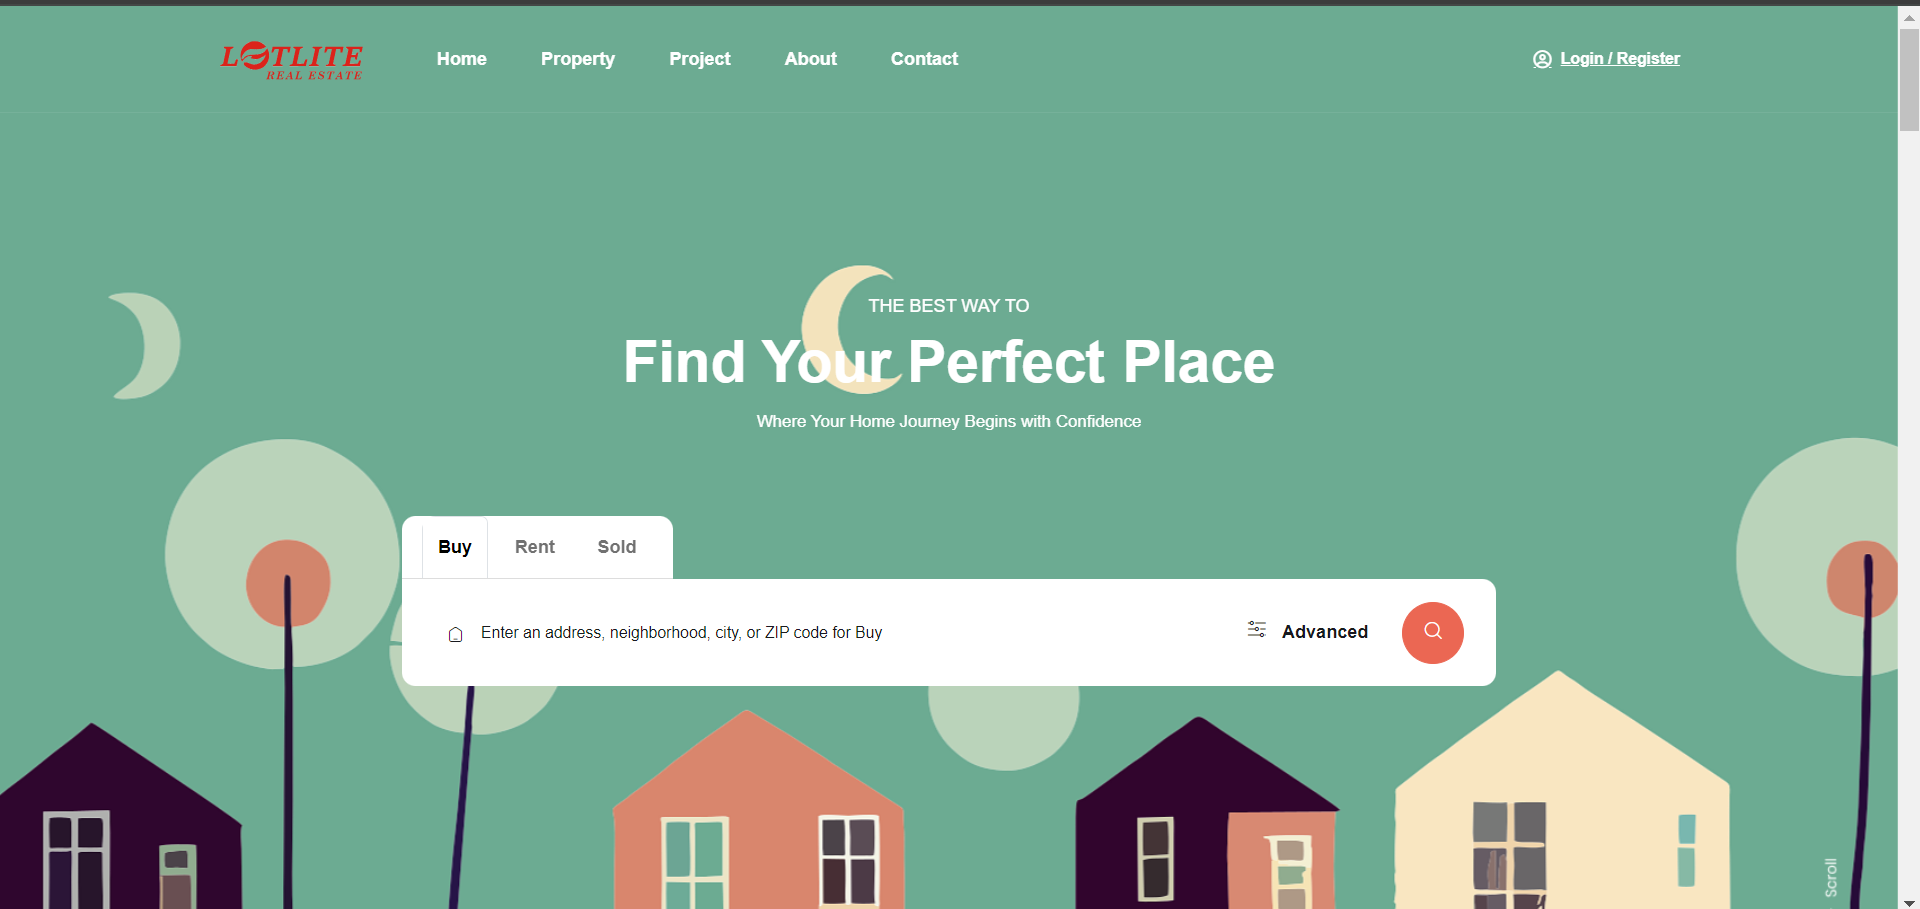 LOTLITE
REAL ESTATE
Home Property Project About Contact
Login / Register
THE BEST WAY TO
Find Your Perfect Place
Where Your Home Journey Begins with Confidence
Buy Rent Sold
Enter an address, neighborhood, city, or ZIP code for Buy
Advanced
Scroll